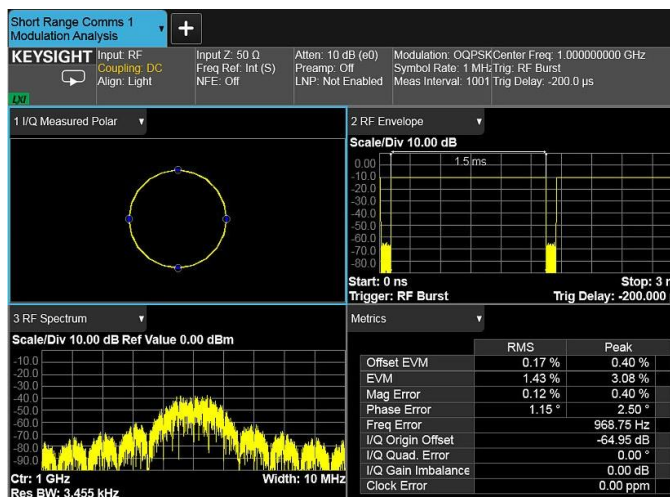 Short Range Comms 1
Modulation Analysis
KEYSIGHT
LXI
Input: RF
Coupling: DC
Align: Light
Input Z: 50 Ω
Freq Ref: Int (S)
NFE: Off
Atten: 10 dB (e0)
Preamp: Off
LNP: Not Enabled
Modulation: OQPSK
Symbol Rate: 1 MHz
Meas Interval: 1001
Center Freq: 1.000000000 GHz
Trig: RF Burst
Trig Delay: -200.0 µs
1 I/Q Measured Polar
2 RF Envelope
Scale/Div 10.00 dB
1.5 ms
0.00
-10.0
-20.0
-30.0
-40.0
-50.0
-60.0
-70.0
-80.0
Start: 0 ns
Stop: 3 
Trigger: RF Burst
Trig Delay: -200.000
3 RF Spectrum
Scale/Div 10.00 dB Ref Value 0.00 dBm
-10.0
-20.0
-30.0
-40.0
-50.0
-60.0
-70.0
-80.0
-90.0
Ctr: 1 GHz
Width: 10 MHz
Res BW: 3.455 kHz
Metrics
RMS Peak
Offset EVM 0.17 % 0.40 %
EVM 1.43 % 3.08 %
Mag Error 0.12 % 0.40 %
Phase Error 1.15 ° 2.50 °
Freq Error 968.75 Hz
I/Q Origin Offset -64.95 dB
I/Q Quad. Error 0.00 °
I/Q Gain Imbalance 0.00 dB
Clock Error 0.00 ppm